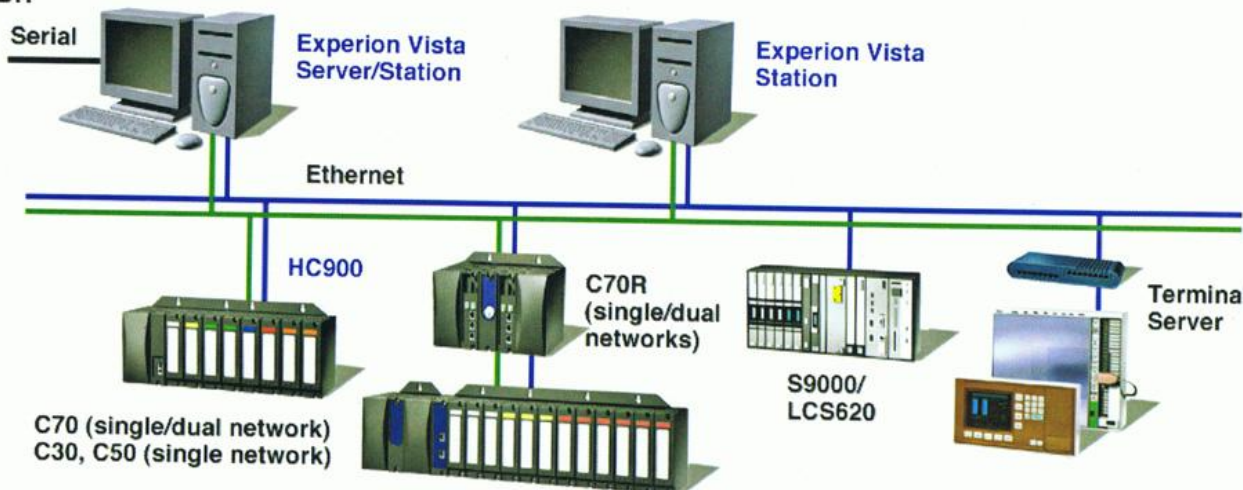 Serial
Experion Vista
Server/Station
Experion Vista
Station
Ethernet
HC900
C70R
(single/dual
networks)
Termina
Server
S9000/
LCS620
C70 (single/dual network)
C30, C50 (single network)